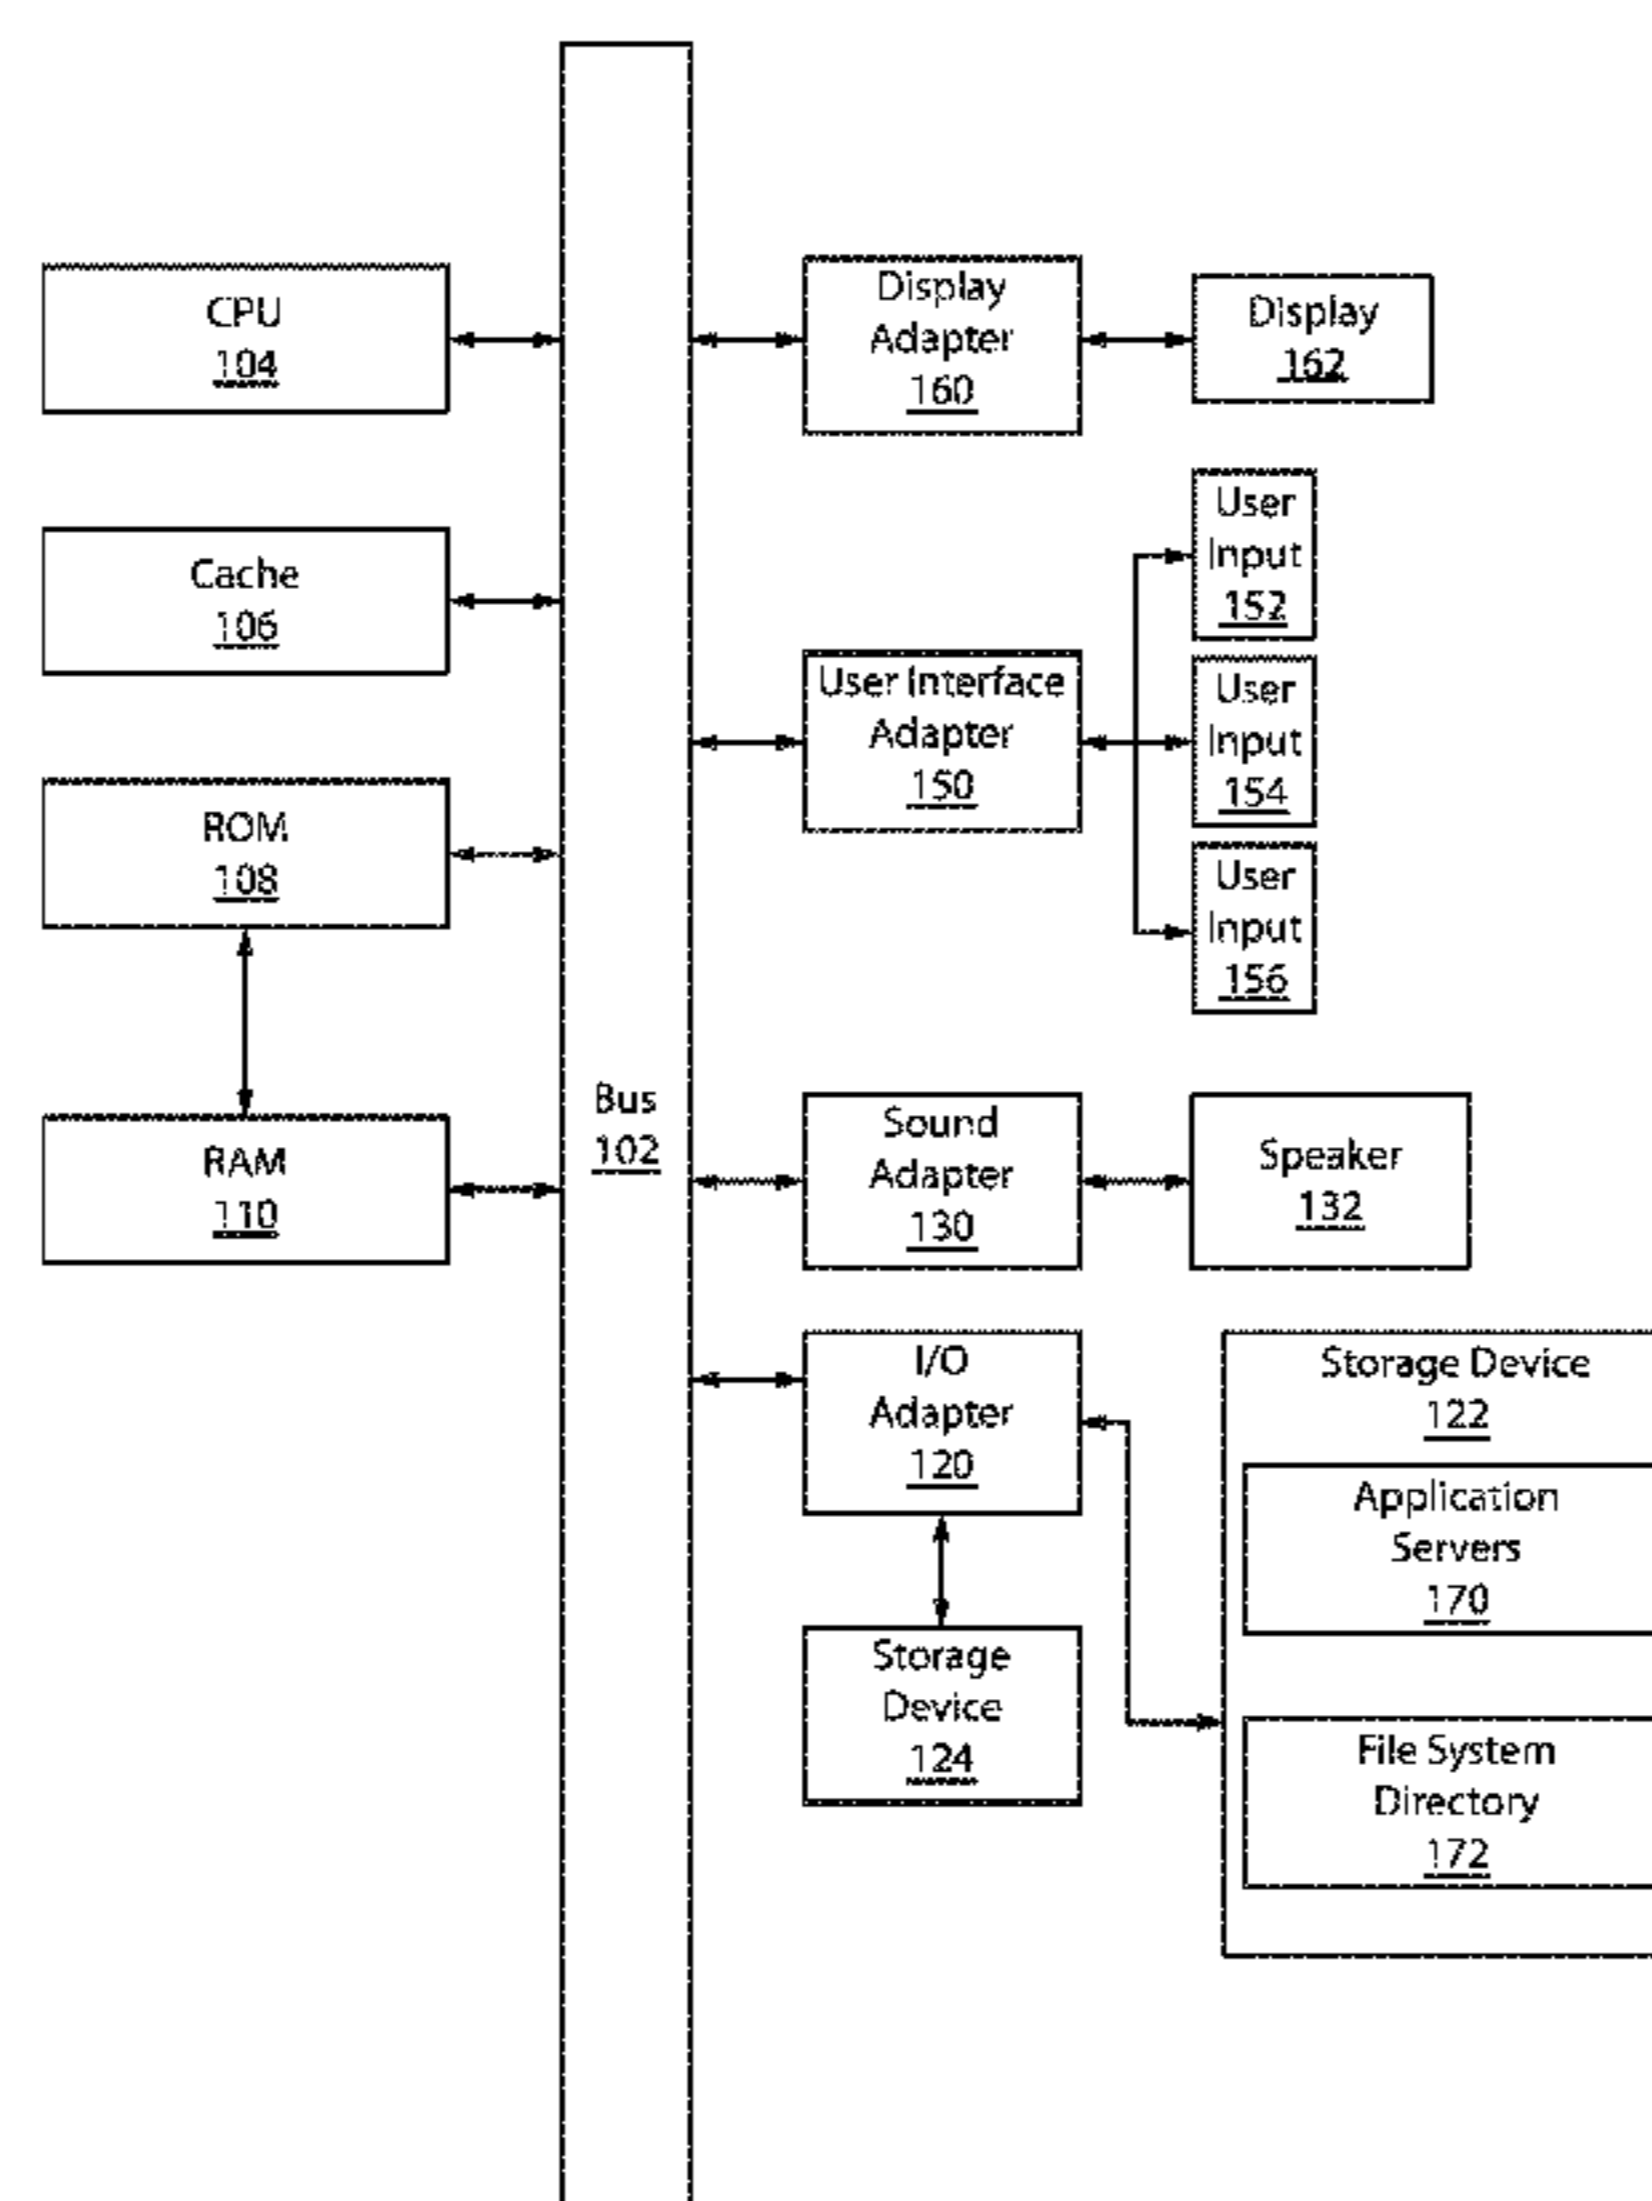 CPU
104
Cache
106
ROM
108
RAM
110
Bus
102
Display
Adapter
160
Display
162
User Interface
Adapter
150
User
Input
152
User
Input
154
User
Input
156
Sound
Adapter
130
Speaker
132
I/O
Adapter
120
Storage
Device
124
Storage Device
122
Application
Servers
170
File System
Directory
172